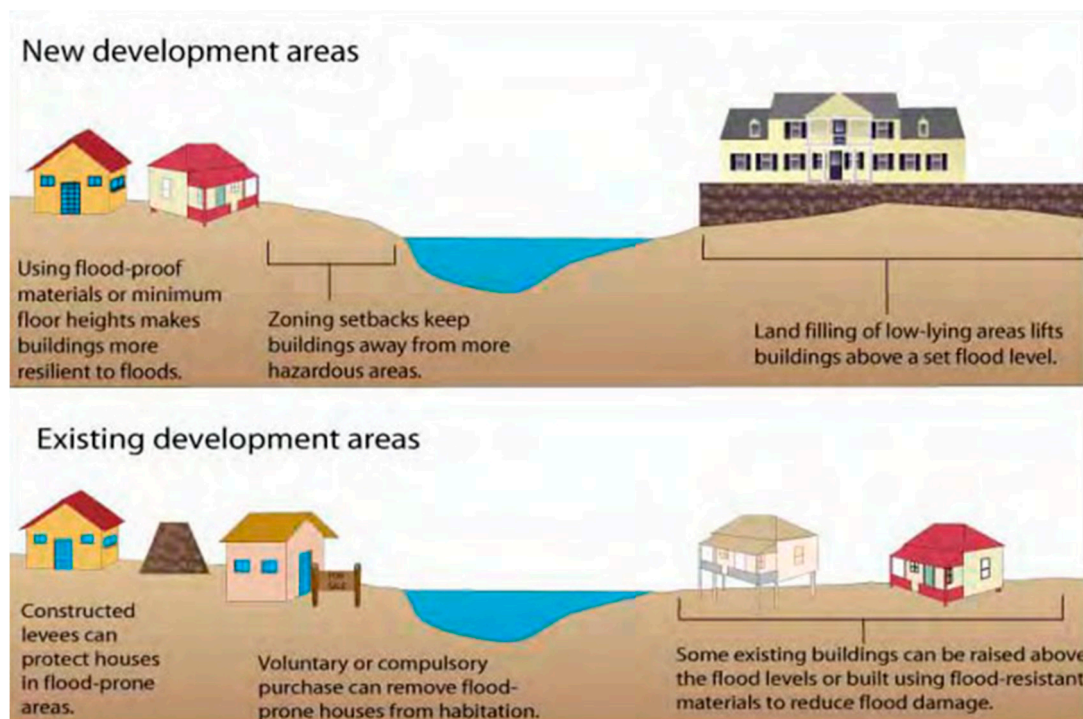 New development areas
Using flood-proof
materials or minimum
floor heights makes
buildings more
resilient to floods.
Zoning setbacks keep
buildings away from more
hazardous areas.
Land filling of low-lying areas lifts
buildings above a set flood level.
Existing development areas
FOR
SALE
Constructed
levees can
protect houses
in flood-prone
areas.
Voluntary or compulsory
purchase can remove flood-
prone houses from habitation.
Some existing buildings can be raised above
the flood levels or built using flood-resistant
materials to reduce flood damage.